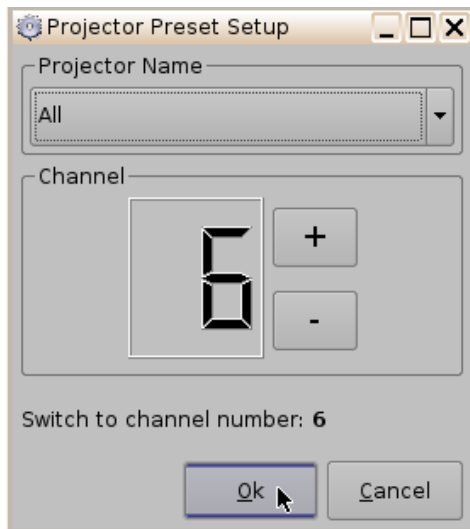 Projector Preset Setup
Projector Name
All
Channel
6
+
-
Switch to channel number: 6
Ok Cancel